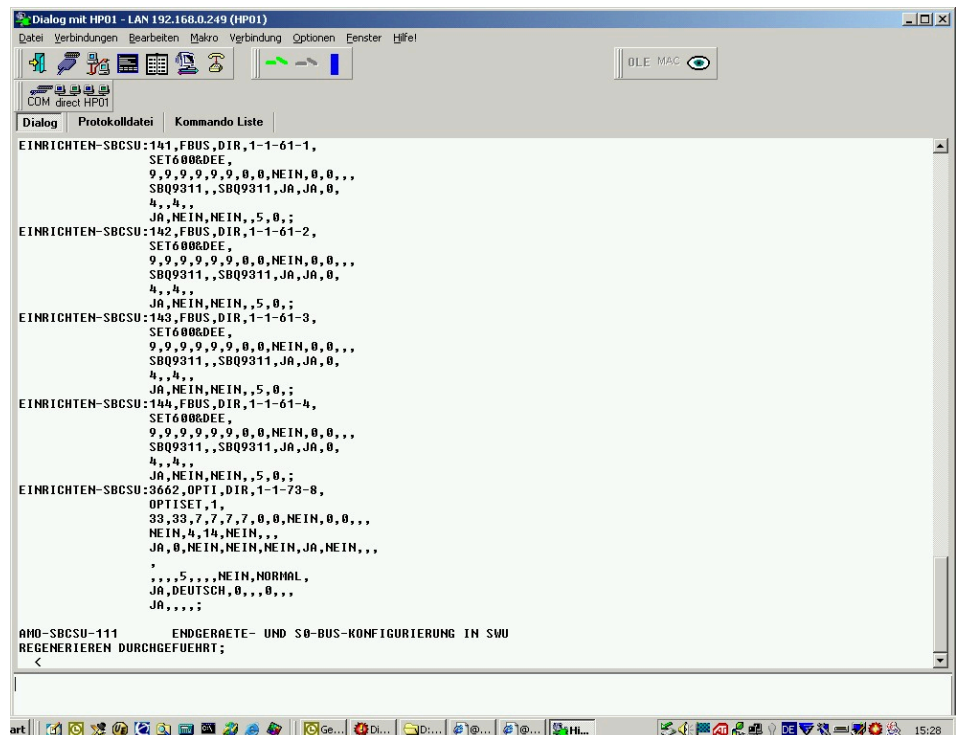 Dialog mit HP01 - LAN 192.168.0.249 (HP01)
Datei Verbindungen Bearbeiten Makro Verbindung Optionen Fenster Hilfe!
OLE MAC
COM direct HP01
Dialog Protokolldatei Kommando Liste
EINRICHTEN-SBCSU:141,FBUS,DIR,1-1-61-1,
SET600&DEE,
9,9,9,9,9,9,0,0,NEIN,0,0,,,
SBQ9311,,SBQ9311,JA,JA,0,
4,,4,,
JA,NEIN,NEIN,,5,0,;
EINRICHTEN-SBCSU:142,FBUS,DIR,1-1-61-2,
SET600&DEE,
9,9,9,9,9,9,0,0,NEIN,0,0,,,
SBQ9311,,SBQ9311,JA,JA,0,
4,,4,,
JA,NEIN,NEIN,,5,0,;
EINRICHTEN-SBCSU:143,FBUS,DIR,1-1-61-3,
SET600&DEE,
9,9,9,9,9,9,0,0,NEIN,0,0,,,
SBQ9311,,SBQ9311,JA,JA,0,
4,,4,,
JA,NEIN,NEIN,,5,0,;
EINRICHTEN-SBCSU:144,FBUS,DIR,1-1-61-4,
SET600&DEE,
9,9,9,9,9,9,0,0,NEIN,0,0,,,
SBQ9311,,SBQ9311,JA,JA,0,
4,,4,,
JA,NEIN,NEIN,,5,0,;
EINRICHTEN-SBCSU:3662,OPTI,DIR,1-1-73-8,
OPTISET,1,
33,33,7,7,7,7,0,0,NEIN,0,0,,,
NEIN,4,14,NEIN,,,
JA,0,NEIN,NEIN,NEIN,JA,NEIN,,,
,
,,,,5,,,,NEIN,NORMAL,
JA,DEUTSCH,0,,,0,,,
JA,,,,;
AMO-SBCSU-111 ENDGERAETE- UND S0-BUS-KONFIGURIERUNG IN SWU
REGENERIEREN DURCHGEFUEHRT;
<
art Ge... Di... D:... @... @... Hi... DE 15:28